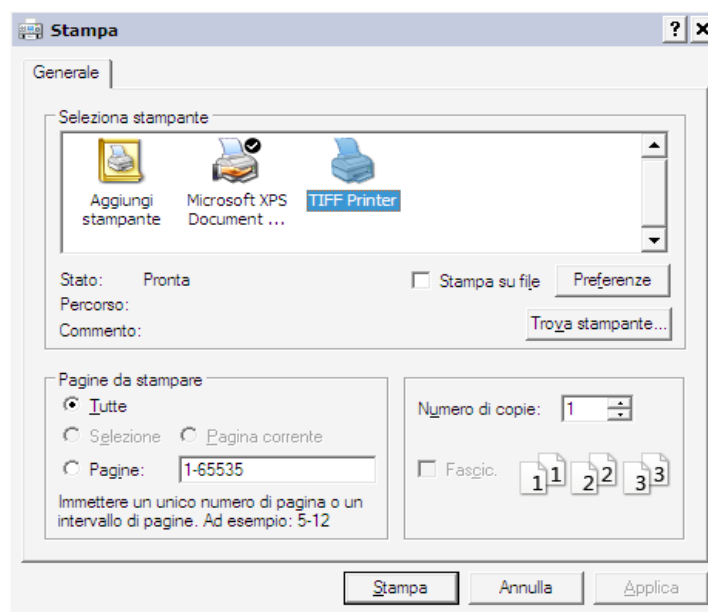 Stampa
?
Generale
Seleziona stampante
Aggiungi stampante
Microsoft XPS Document ...
TIFF Printer
Stato: Pronta
Stampa su file
Preferenze
Percorso:
Commento:
Trova stampante...
Pagine da stampare
Tutte
Selezione
Pagina corrente
Pagine: 1-65535
Immettere un unico numero di pagina o un
intervallo di pagine. Ad esempio: 5-12
Numero di copie: 1
Fascic.
1 1 2 2 3 3
Stampa
Annulla
Applica